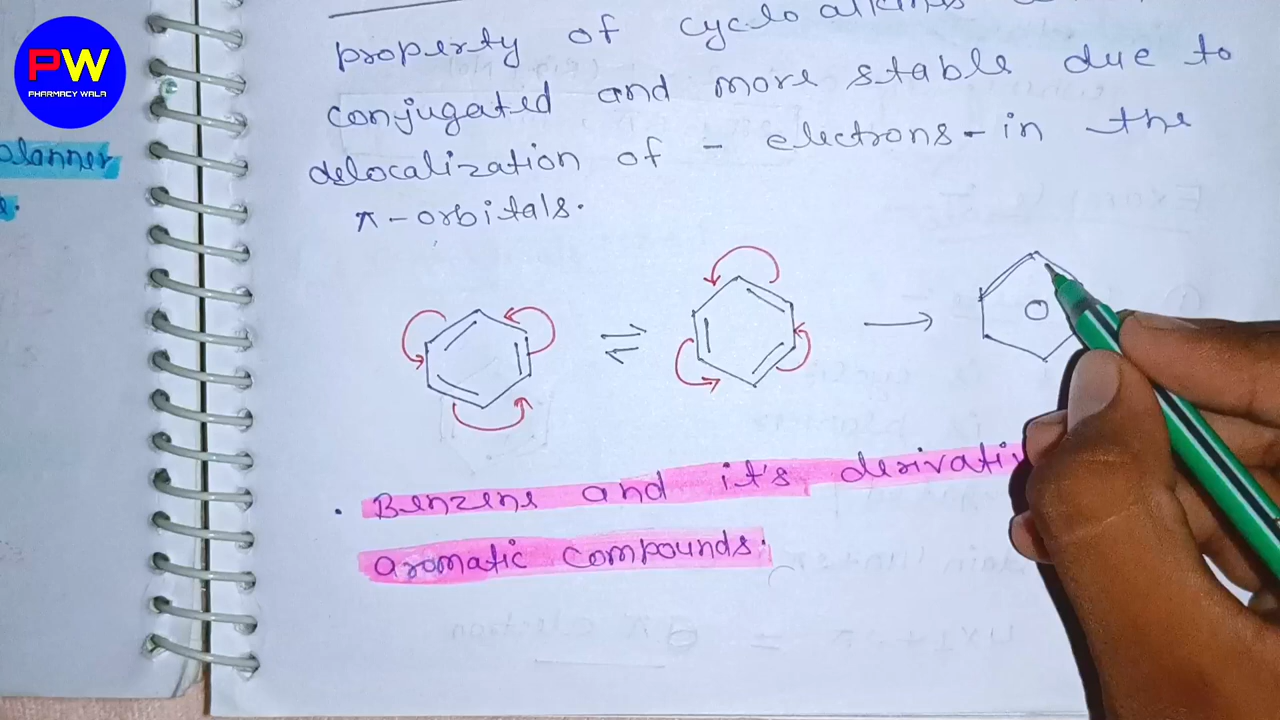 PW
PHARMACY WALA
planner
property of cyclo
conjugated and more stable due to
delocalization of - electrons - in the
π - orbitals.
. Benzene and it's derivati
aromatic compounds.